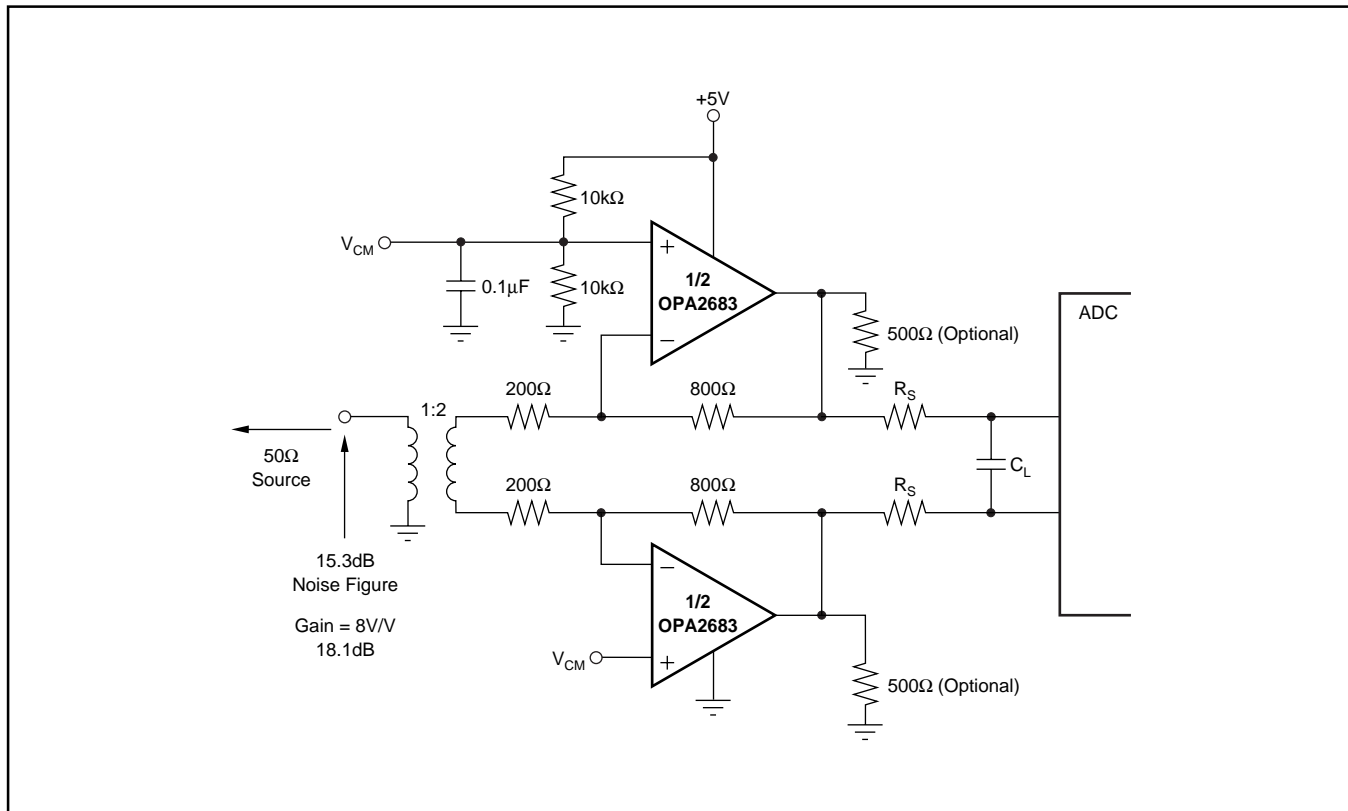 +5V
10kΩ
V_CM
+
0.1µF
10kΩ
1/2
OPA2683
−
ADC
500Ω (Optional)
200Ω
800Ω
R_S
1:2
50Ω
Source
C_L
200Ω
800Ω
R_S
15.3dB
Noise Figure
Gain = 8V/V
18.1dB
−
1/2
OPA2683
V_CM
+
500Ω (Optional)